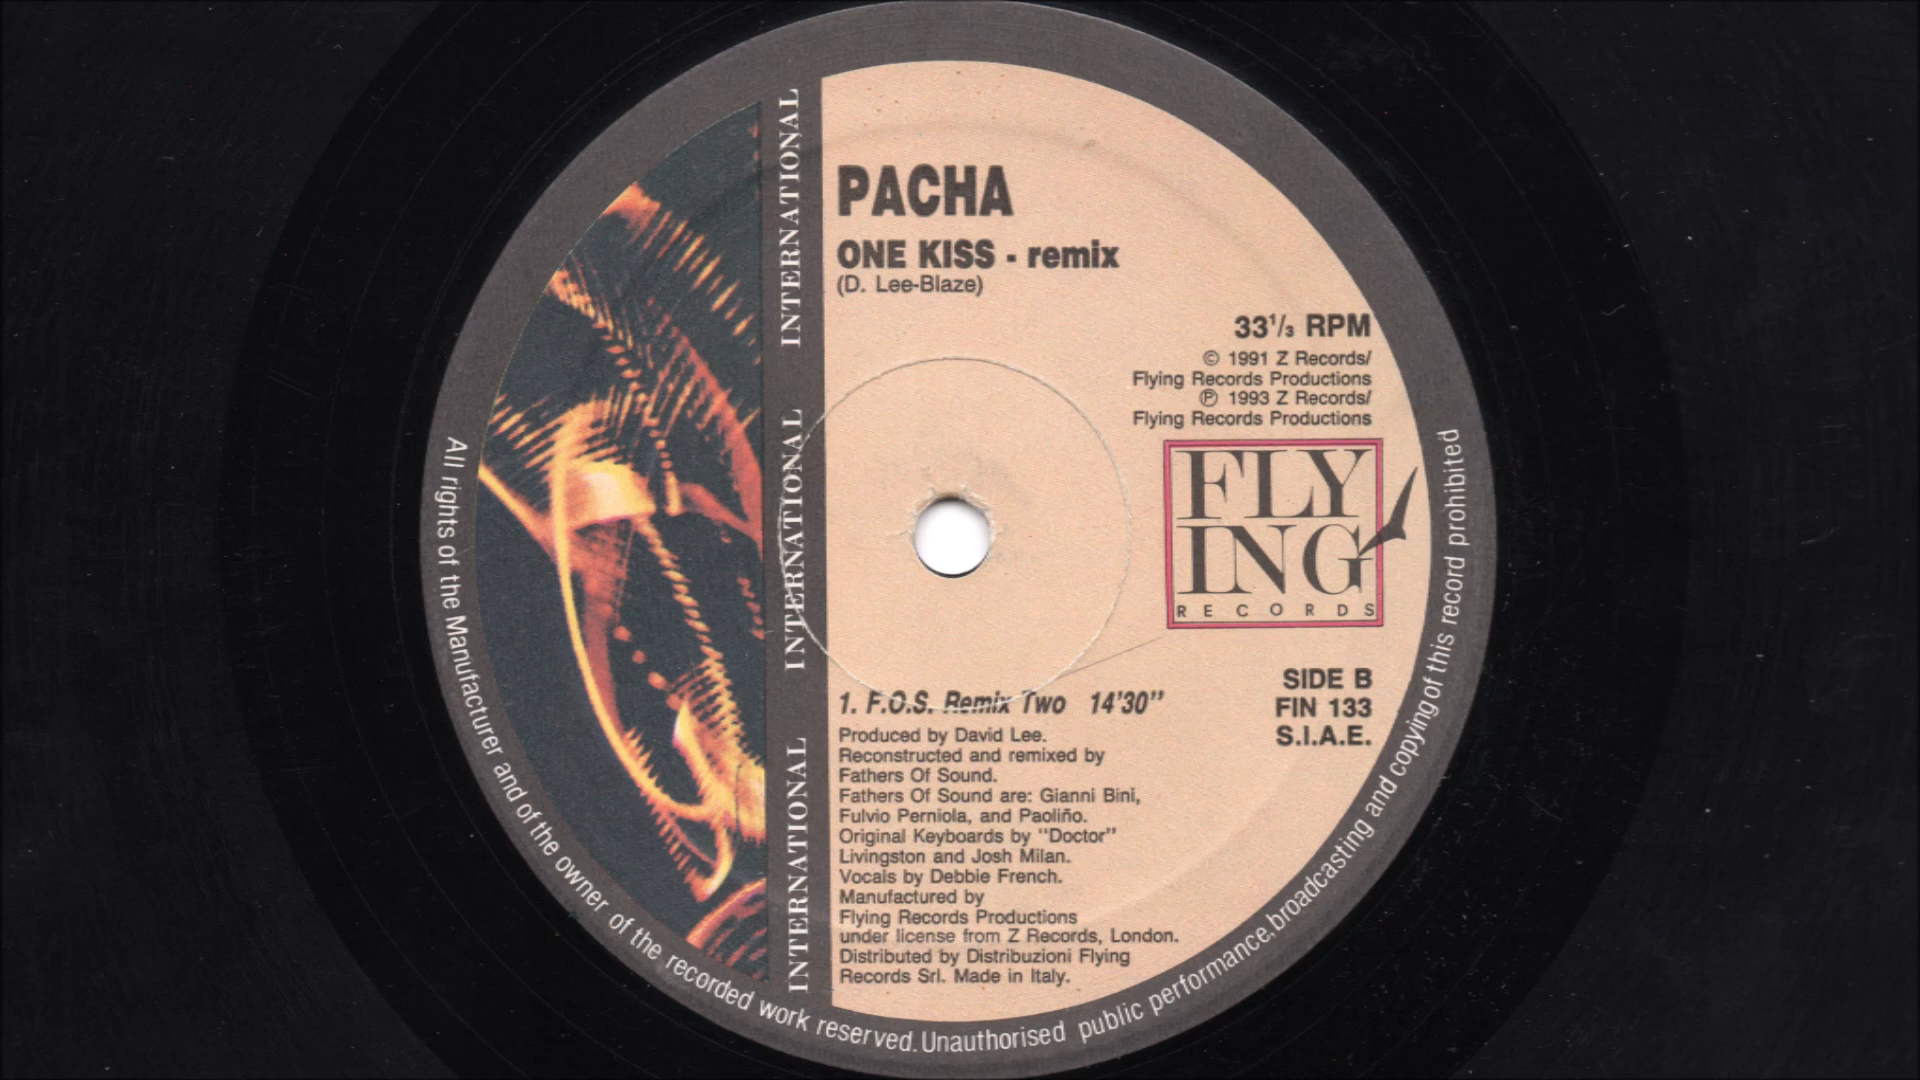 PACHA
ONE KISS - remix
(D. Lee-Blaze)
33⅓ RPM
© 1991 Z Records/
Flying Records Productions
℗ 1993 Z Records/
Flying Records Productions
FLY
ING
RECORDS
SIDE B
FIN 133
S.I.A.E.
1. F.O.S. Remix Two 14'30"
Produced by David Lee.
Reconstructed and remixed by
Fathers Of Sound.
Fathers Of Sound are: Gianni Bini,
Fulvio Perniola, and Paoliño.
Original Keyboards by "Doctor"
Livingston and Josh Milan.
Vocals by Debbie French.
Manufactured by
Flying Records Productions
under license from Z Records, London.
Distributed by Distribuzioni Flying
Records Srl. Made in Italy.
INTERNATIONAL
INTERNATIONAL
INTERNATIONAL
All rights of the Manufacturer and of the owner of the recorded work reserved. Unauthorised public performance, broadcasting and copying of this record prohibited